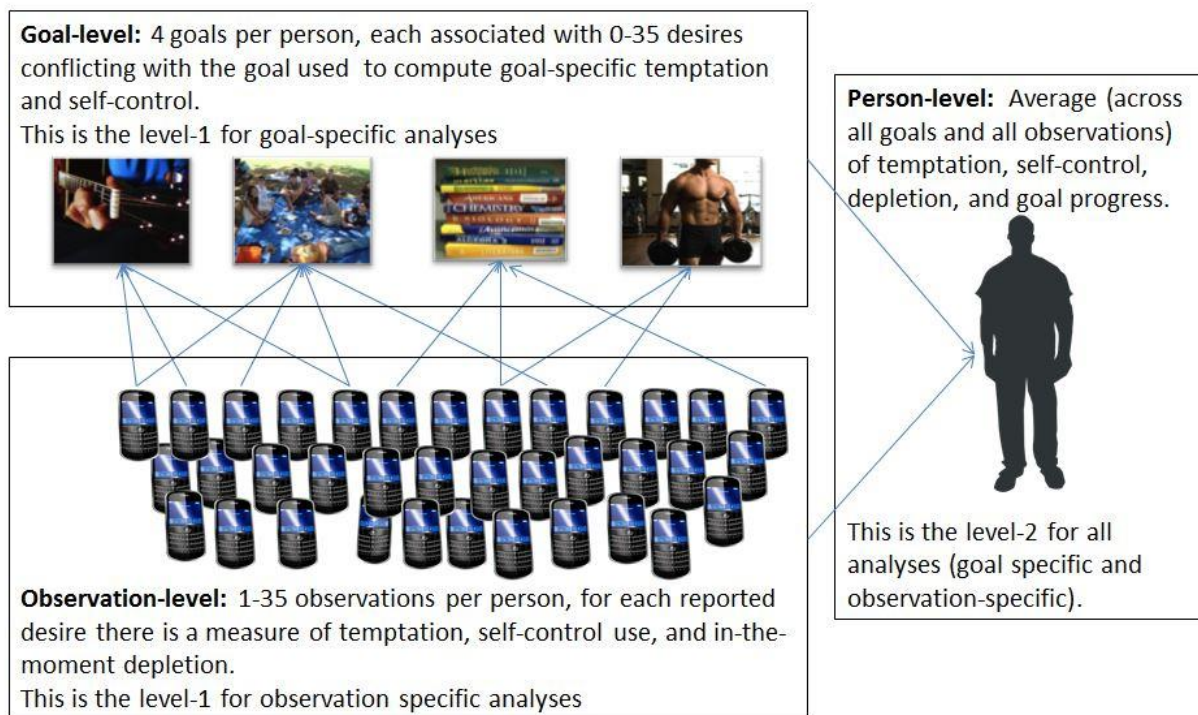 Goal-level: 4 goals per person, each associated with 0-35 desires
conflicting with the goal used to compute goal-specific temptation
and self-control.
This is the level-1 for goal-specific analyses
CHEMISTRY
Person-level: Average (across
all goals and all observations)
of temptation, self-control,
depletion, and goal progress.
This is the level-2 for all
analyses (goal specific and
observation-specific).
Observation-level: 1-35 observations per person, for each reported
desire there is a measure of temptation, self-control use, and in-the-
moment depletion.
This is the level-1 for observation specific analyses